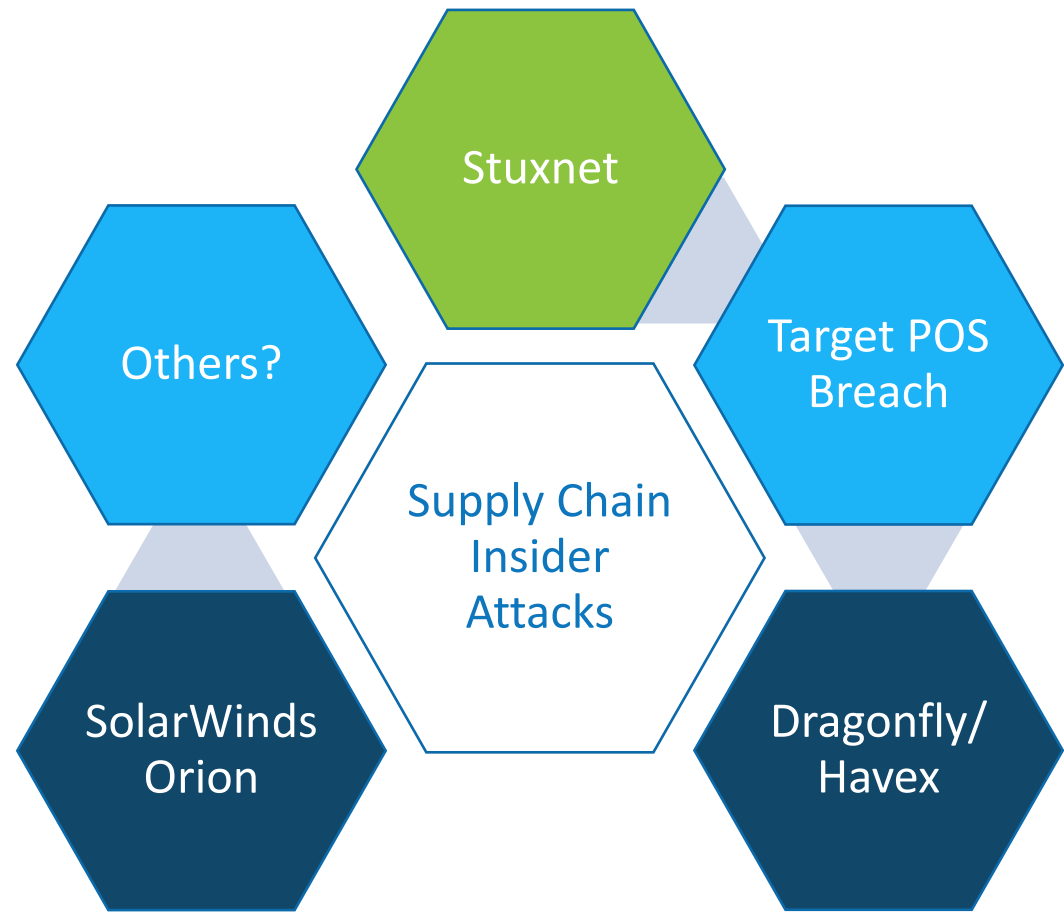 Stuxnet
Target POS
Breach
Others?
Supply Chain
Insider
Attacks
SolarWinds
Orion
Dragonfly/
Havex